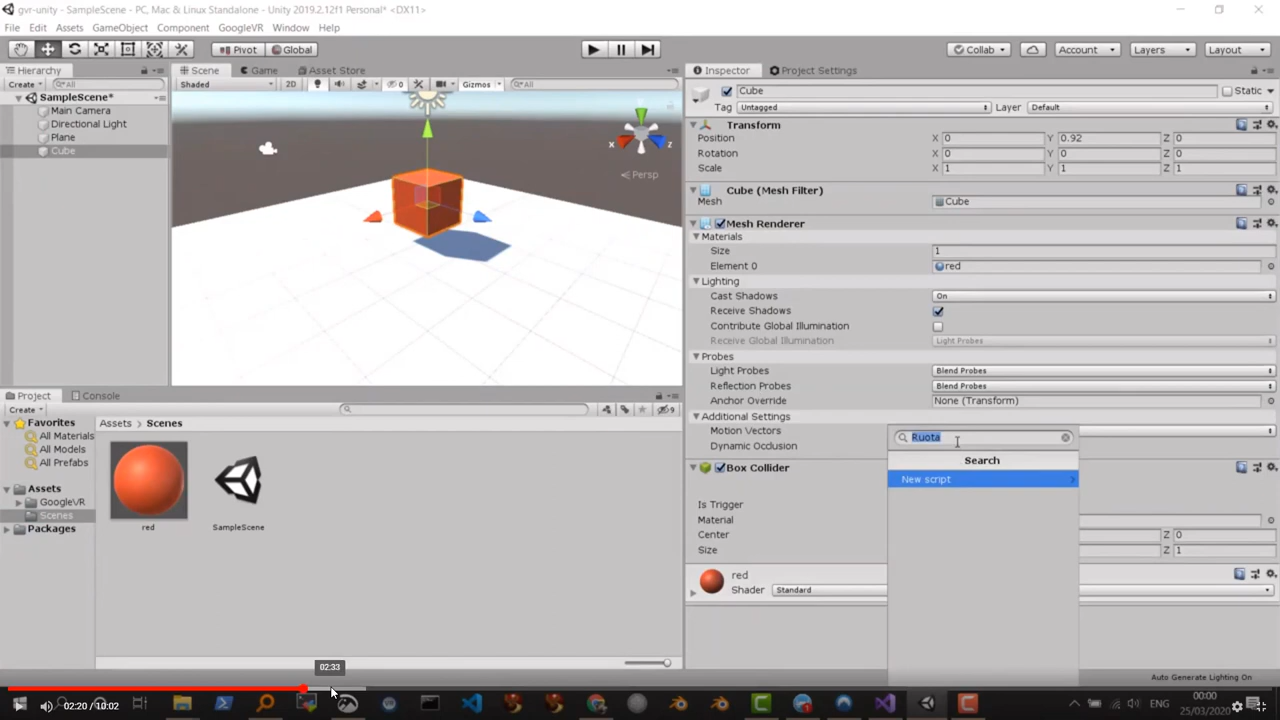 gvr-unity - SampleScene - PC, Mac & Linux Standalone - Unity 2019.2.12f1 Personal* <DX11>
File Edit Assets GameObject Component GoogleVR Window Help
Pivot Global Collab Account Layers Layout
Hierarchy
Create All
SampleScene*
Main Camera
Directional Light
Plane
Cube
Scene Game Asset Store
Shaded 2D 0 Gizmos All
x z
Persp
Inspector Project Settings
Cube Static
Tag Untagged Layer Default
Transform
Position X 0 Y 0.92 Z 0
Rotation X 0 Y 0 Z 0
Scale X 1 Y 1 Z 1
Cube (Mesh Filter)
Mesh Cube
Mesh Renderer
Materials
Size 1
Element 0 red
Lighting
Cast Shadows On
Receive Shadows
Contribute Global Illumination
Receive Global Illumination Light Probes
Probes
Light Probes Blend Probes
Reflection Probes Blend Probes
Anchor Override None (Transform)
Additional Settings
Motion Vectors
Dynamic Occlusion
Ruota
Search
New script
Box Collider
Is Trigger
Material
Center Z 0
Size Z 1
red
Shader Standard
Project Console
Create 9
Favorites
All Materials
All Models
All Prefabs
Assets
GoogleVR
Scenes
Packages
Assets > Scenes
red SampleScene
Auto Generate Lighting On
02:33
02:20 / 10:02
ENG
00:00
25/03/2020